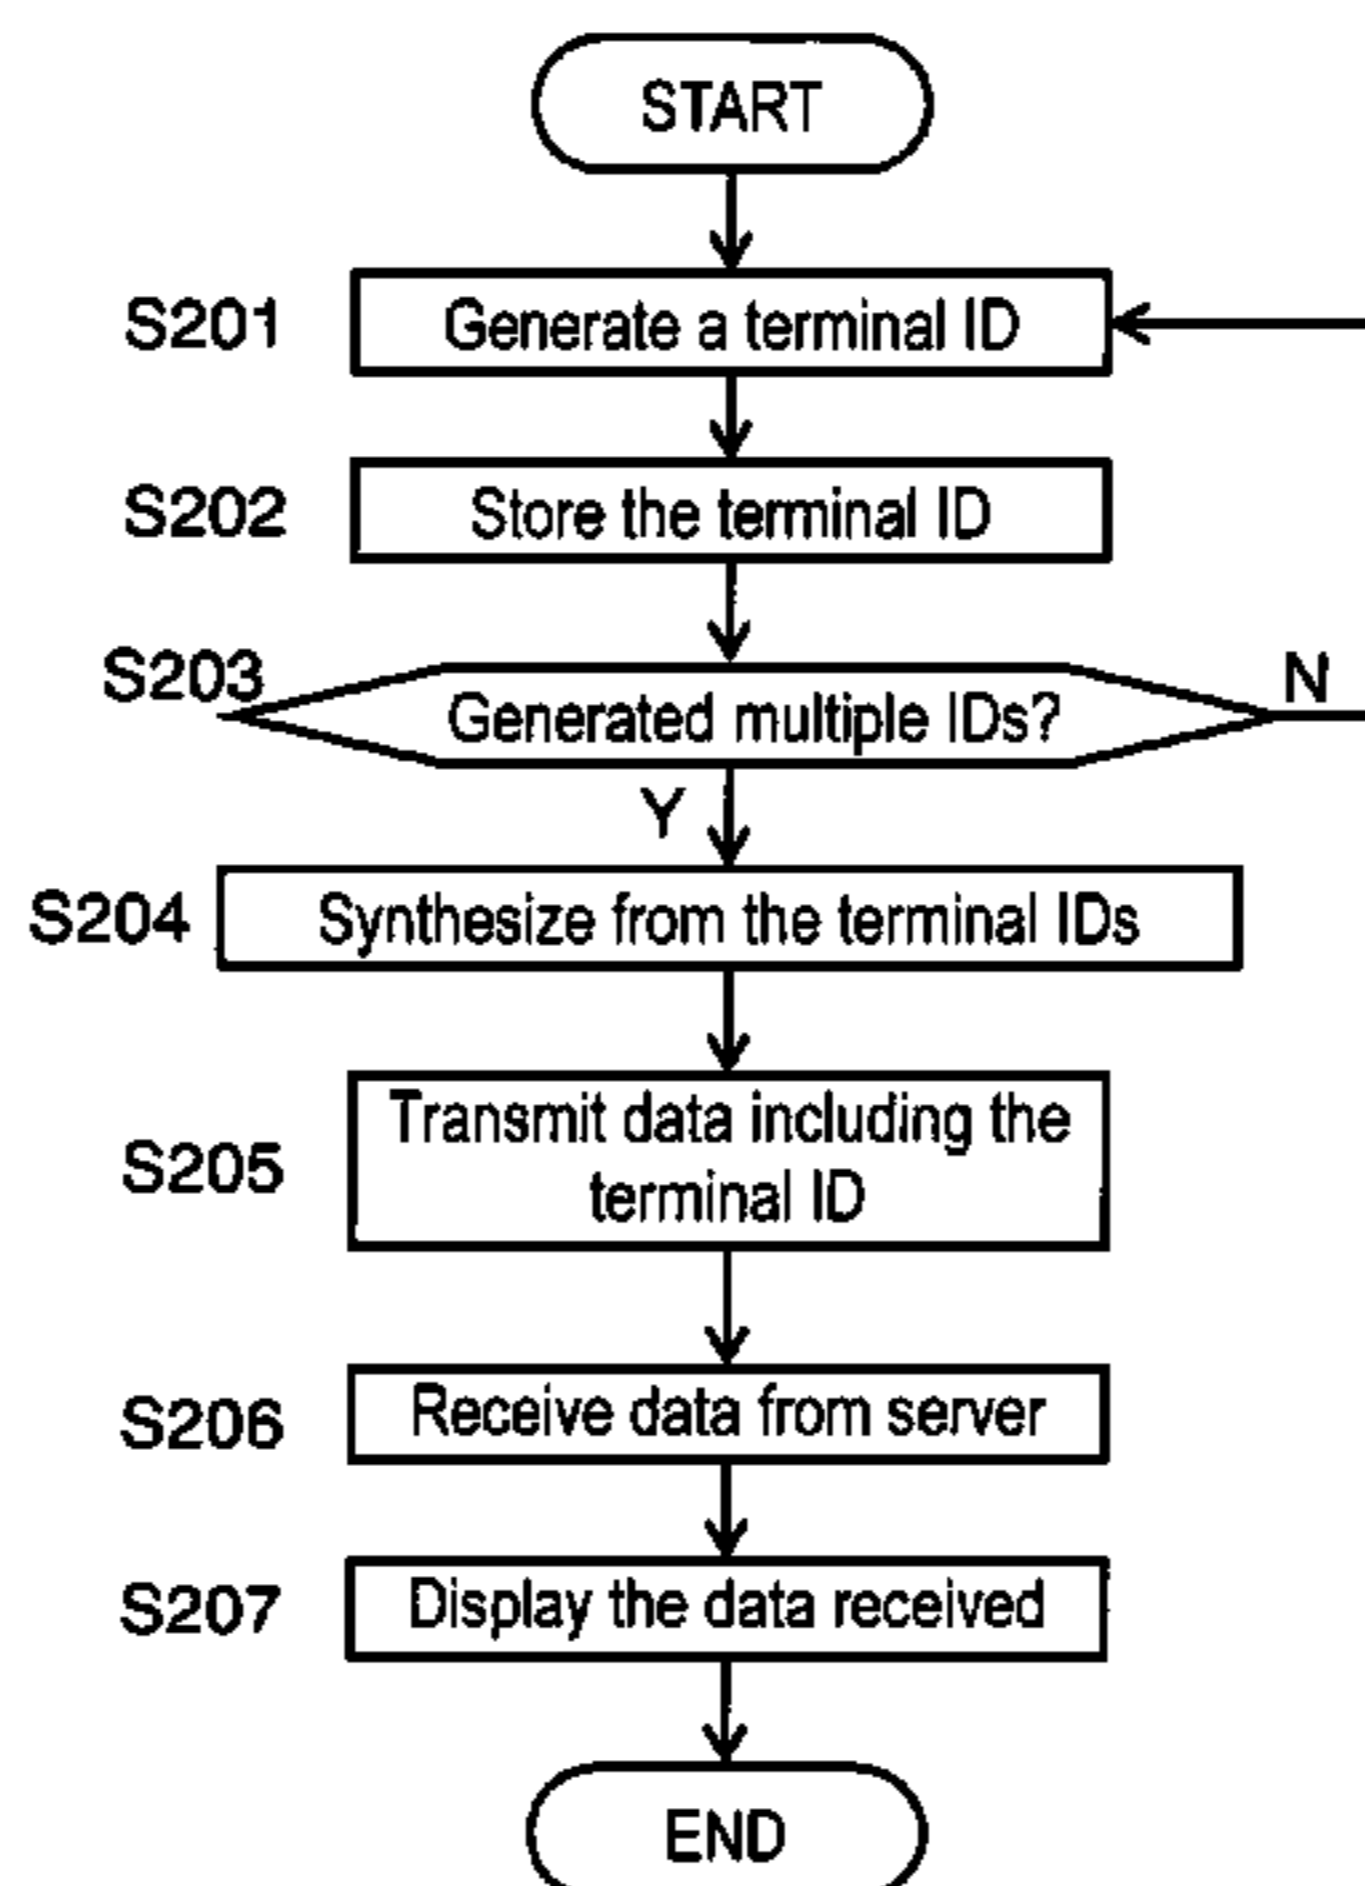 START
S201
Generate a terminal ID
S202
Store the terminal ID
S203
Generated multiple IDs?
N
Y
S204
Synthesize from the terminal IDs
S205
Transmit data including the
terminal ID
S206
Receive data from server
S207
Display the data received
END